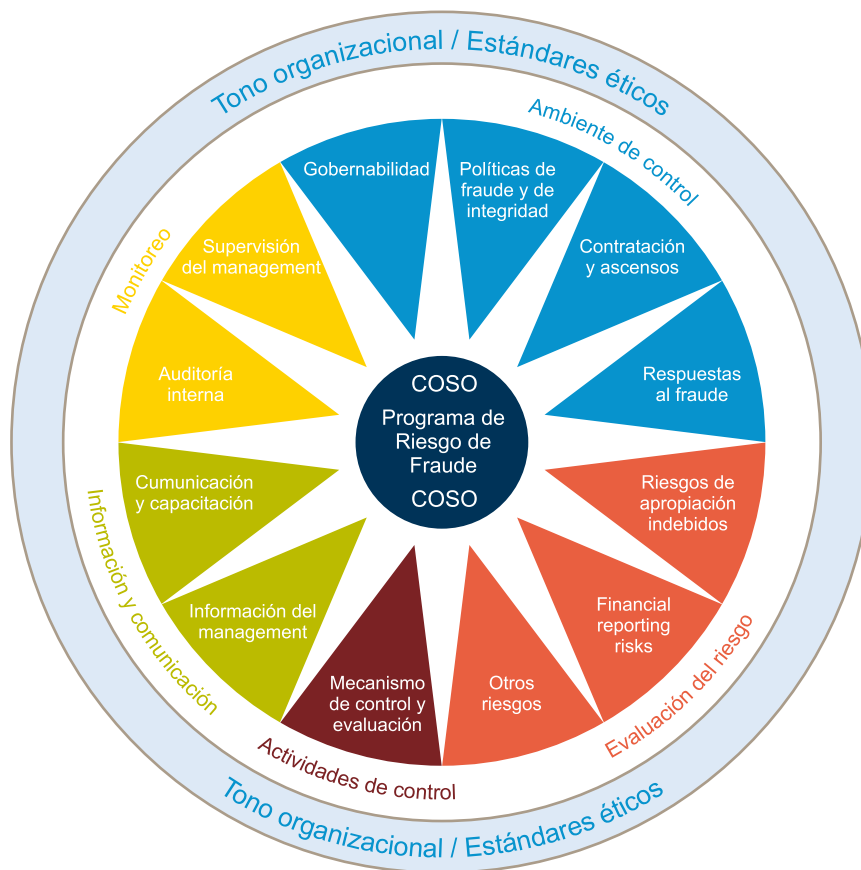 Tono organizacional / Estándares éticos
Ambiente de control
Gobernabilidad
Políticas de
fraude y de
integridad
Contratación
y ascensos
Respuestas
al fraude
Evaluación del riesgo
Riesgos de
apropiación
indebidos
Financial
reporting
risks
Otros
riesgos
Actividades de control
Mecanismo
de control y
evaluación
Información y comunicación
Información del
management
Cumunicación
y capacitación
Monitoreo
Auditoría
interna
Supervisión
del management
COSO
Programa de
Riesgo de
Fraude
COSO
Tono organizacional / Estándares éticos